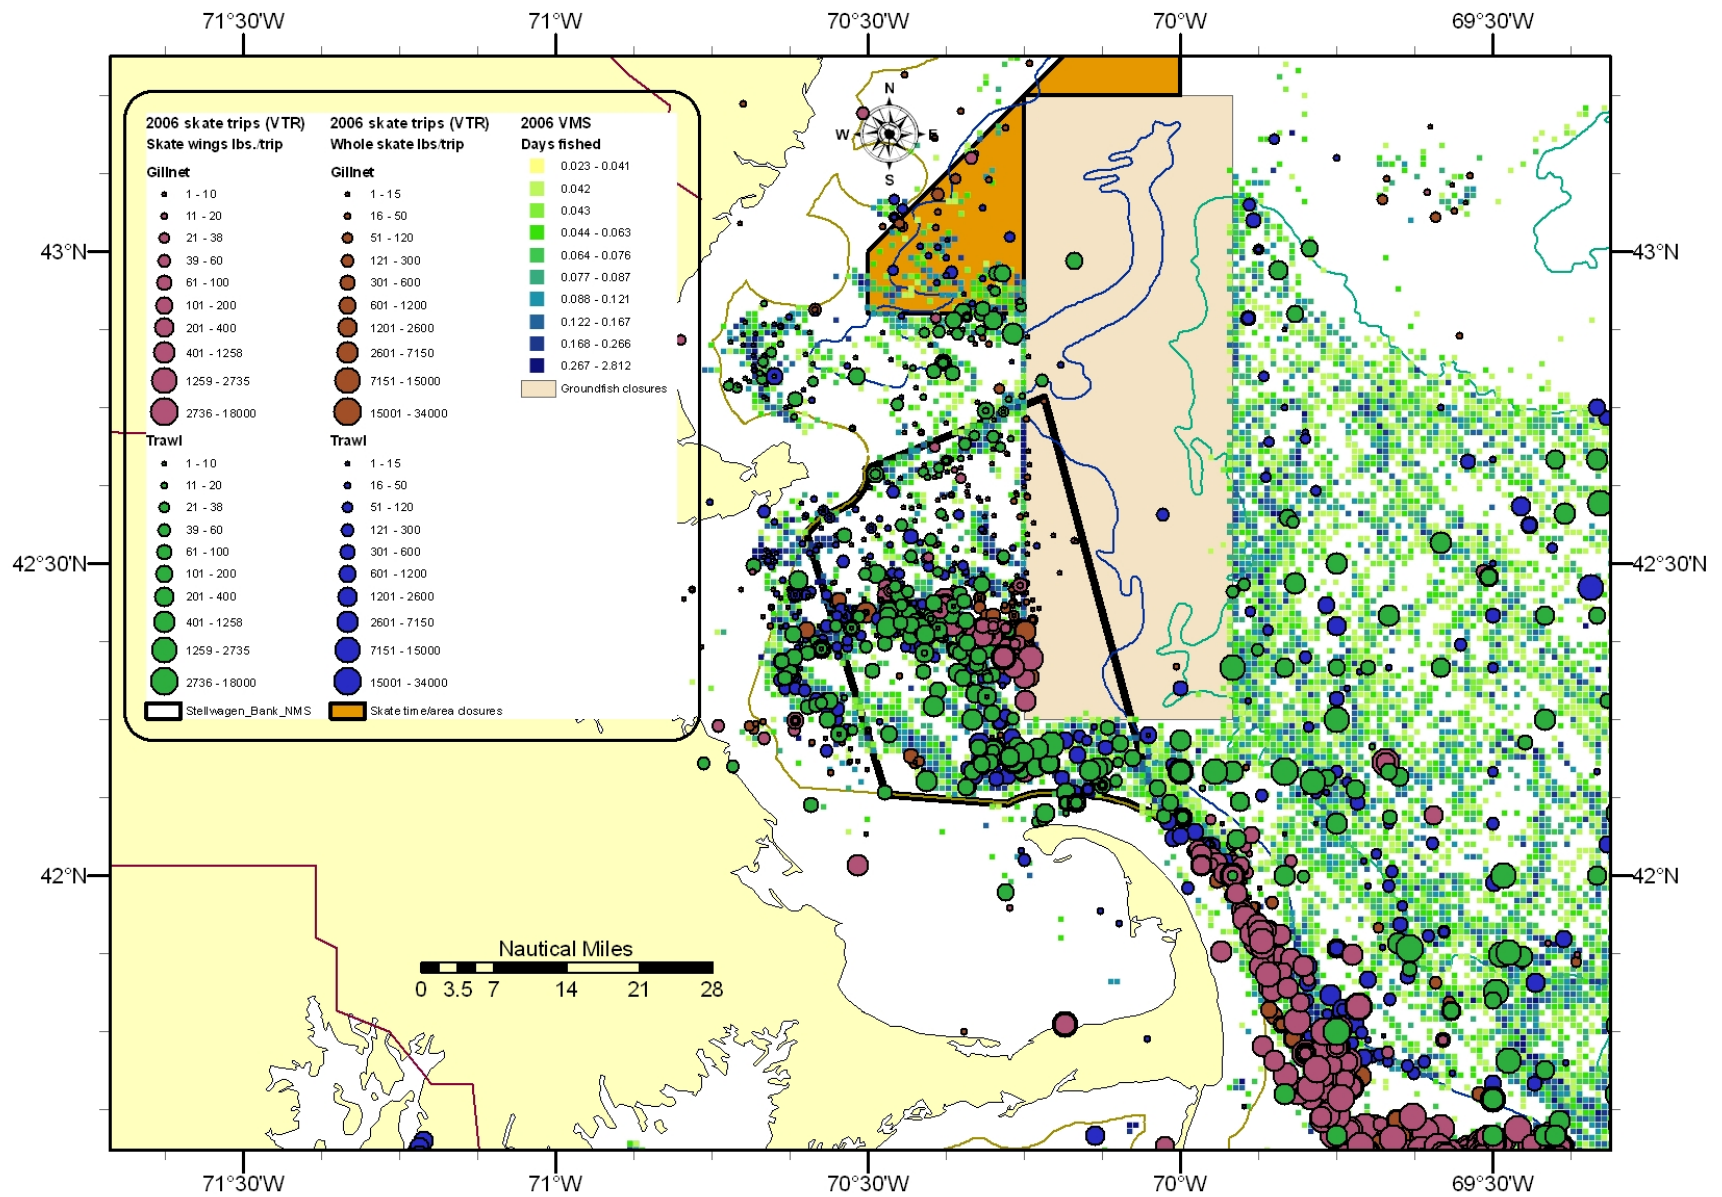 71°30'W 71°W 70°30'W 70°W 69°30'W
N
W E
S
2006 skate trips (VTR)
Skate wings lbs./trip
Gillnet
1 - 10
11 - 20
21 - 38
39 - 60
61 - 100
101 - 200
201 - 400
401 - 1258
1259 - 2735
2736 - 18000
Trawl
1 - 10
11 - 20
21 - 38
39 - 60
61 - 100
101 - 200
201 - 400
401 - 1258
1259 - 2735
2736 - 18000
Stellwagen_Bank_NMS
2006 skate trips (VTR)
Whole skate lbs/trip
Gillnet
1 - 15
16 - 50
51 - 120
121 - 300
301 - 600
601 - 1200
1201 - 2600
2601 - 7150
7151 - 15000
15001 - 34000
Trawl
1 - 15
16 - 50
51 - 120
121 - 300
301 - 600
601 - 1200
1201 - 2600
2601 - 7150
7151 - 15000
15001 - 34000
Skate time/area closures
2006 VMS
Days fished
0.023 - 0.041
0.042
0.043
0.044 - 0.063
0.064 - 0.076
0.077 - 0.087
0.088 - 0.121
0.122 - 0.167
0.168 - 0.266
0.267 - 2.812
Groundfish closures
43°N 43°N
42°30'N 42°30'N
42°N 42°N
Nautical Miles
0 3.5 7 14 21 28
71°30'W 71°W 70°30'W 70°W 69°30'W